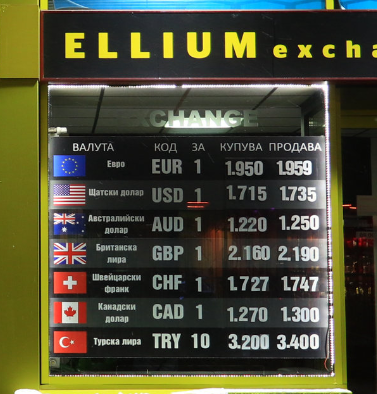 ELLIUM excha
XCHANGE
ВАЛУТА КОД ЗА КУПУВА ПРОДАВА
Евро EUR 1 1.950 1.959
Щатски долар USD 1 1.715 1.735
Австралийски долар AUD 1 1.220 1.250
Британска лира GBP 1 2.160 2.190
Швейцарски франк CHF 1 1.727 1.747
Канадски долар CAD 1 1.270 1.300
Турска лира TRY 10 3.200 3.400